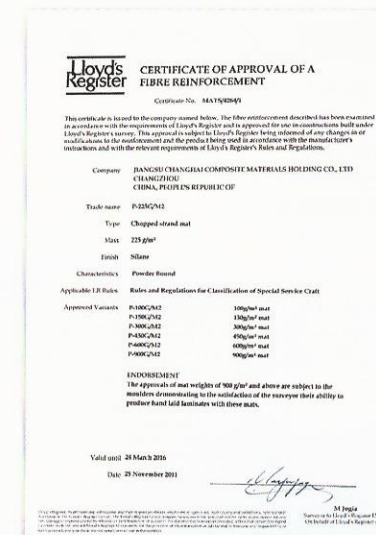 Lloyd's
Register
CERTIFICATE OF APPROVAL OF A
FIBRE REINFORCEMENT
Certificate No.
This certificate is issued to the company named below. The fibre reinforcement described has been examined
in accordance with the requirements of Lloyd's Register and is approved for use in constructions built under
Lloyd's Register's survey. This approval is subject to Lloyd's Register being informed of any changes in or
modifications to the reinforcement and the product being used in accordance with the manufacturer's
instructions and with the relevant requirements of Lloyd's Register's Rules and Regulations.
Company JIANGSU CHANGHAI COMPOSITE MATERIALS HOLDING CO., LTD
CHANGZHOU
CHINA, PEOPLE'S REPUBLIC OF
Trade name P-225G/M2
Type Chopped strand mat
Mass 225 g/m²
Finish Silane
Characteristics Powder Bound
Applicable LR Rules Rules and Regulations for Classification of Special Service Craft
Approved Variants P-100G/M2 100g/m² mat
P-150G/M2 150g/m² mat
P-300G/M2 300g/m² mat
P-450G/M2 450g/m² mat
P-600G/M2 600g/m² mat
P-900G/M2 900g/m² mat
ENDORSEMENT
The approvals of mat weights of 900 g/m² and above are subject to the
moulders demonstrating to the satisfaction of the surveyor their ability to
produce hand laid laminates with these mats.
Valid until 28 March 2016
Date 25 November 2011
M Jogia
Surveyor to Lloyd's Register
On behalf of Lloyd's Register